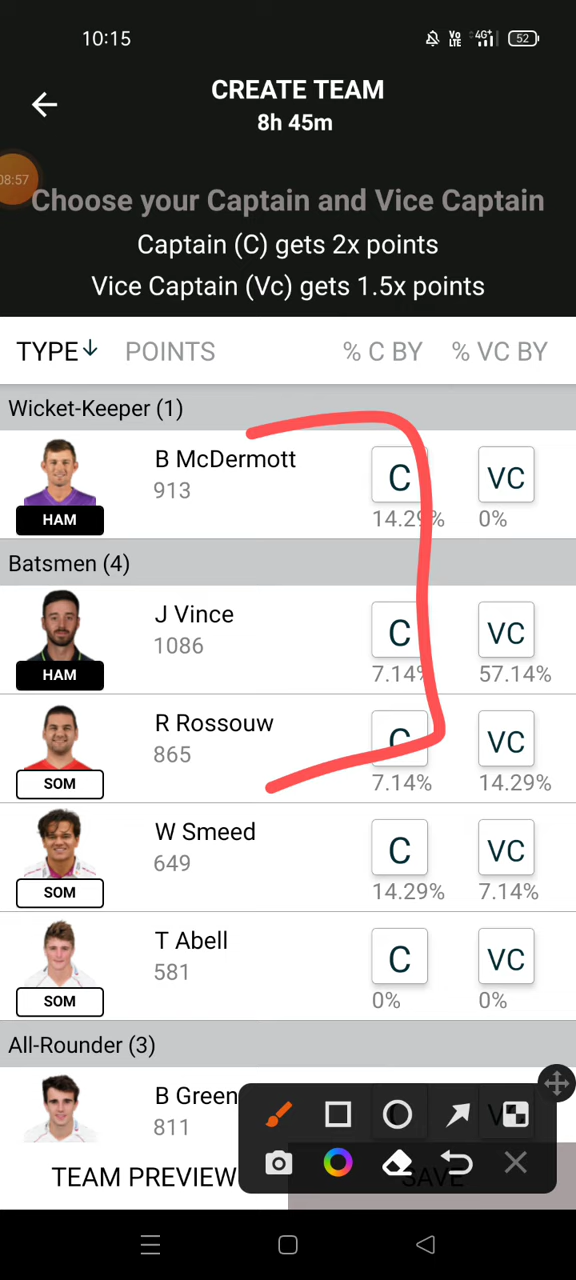 10:15
Vo LTE 4G+ 52
CREATE TEAM
8h 45m
08:57
Choose your Captain and Vice Captain
Captain (C) gets 2x points
Vice Captain (Vc) gets 1.5x points
TYPE↓ POINTS % C BY % VC BY
Wicket-Keeper (1)
B McDermott
913
C VC
14.29% 0%
HAM
Batsmen (4)
J Vince
1086
C VC
7.14% 57.14%
HAM
R Rossouw
865
C VC
7.14% 14.29%
SOM
W Smeed
649
C VC
14.29% 7.14%
SOM
T Abell
581
C VC
0% 0%
SOM
All-Rounder (3)
B Green
811
TEAM PREVIEW SAVE